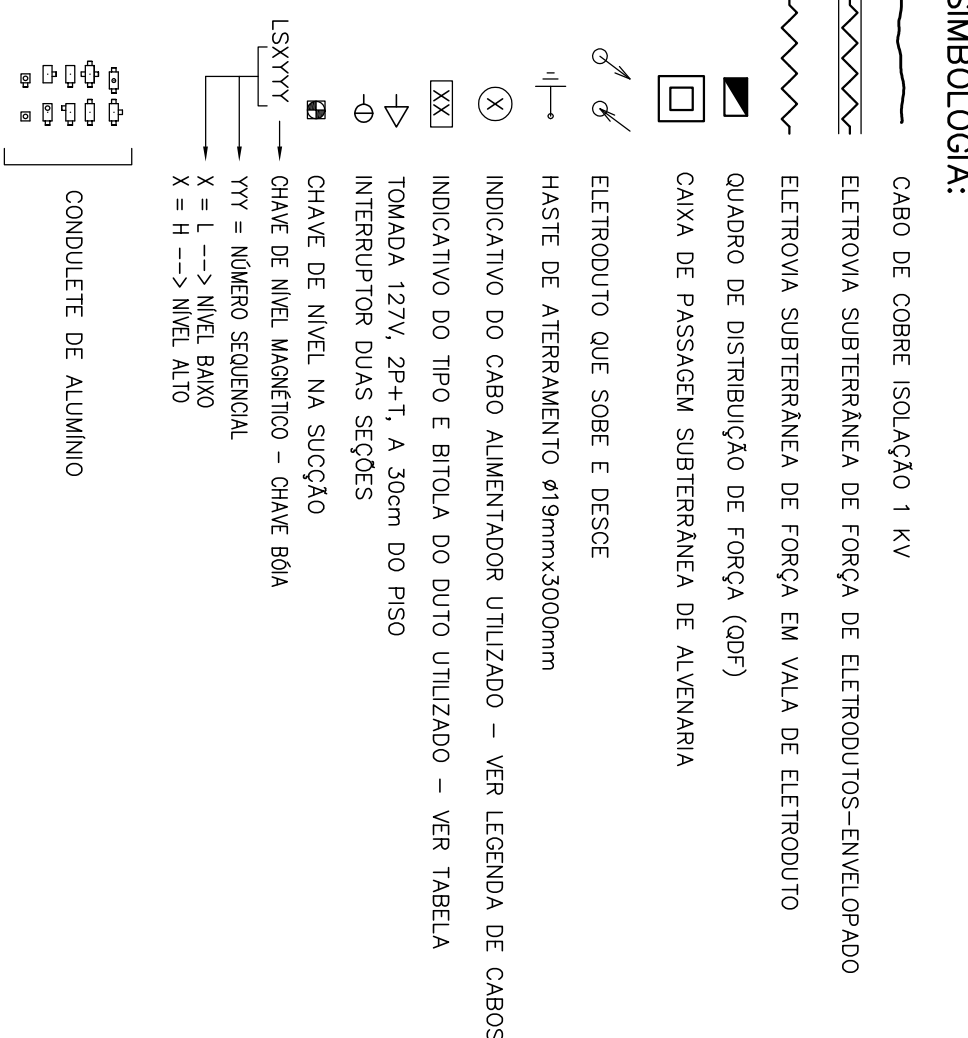 SIMBOLOGIA:
CABO DE COBRE ISOLAÇÃO 1 KV
ELETROVIA SUBTERRÂNEA DE FORÇA DE ELETRODUTOS-ENVELOPADO
ELETROVIA SUBTERRÂNEA DE FORÇA EM VALA DE ELETRODUTO
QUADRO DE DISTRIBUIÇÃO DE FORÇA (QDF)
CAIXA DE PASSAGEM SUBTERRÂNEA DE ALVENARIA
ELETRODUTO QUE SOBE E DESCE
HASTE DE ATERRAMENTO ø19mmx3000mm
X INDICATIVO DO CABO ALIMENTADOR UTILIZADO - VER LEGENDA DE CABOS
XX INDICATIVO DO TIPO E BITOLA DO DUTO UTILIZADO - VER TABELA
TOMADA 127V, 2P+T, A 30cm DO PISO
INTERRUPTOR DUAS SEÇÕES
CHAVE DE NÍVEL NA SUCÇÃO
LSXYYY CHAVE DE NÍVEL MAGNÉTICO - CHAVE BÓIA
YYY = NÚMERO SEQUENCIAL
X = L --> NÍVEL BAIXO
X = H --> NÍVEL ALTO
CONDULETE DE ALUMÍNIO